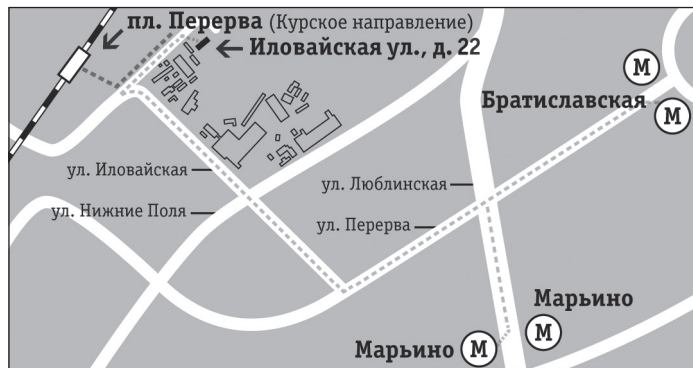 пл. Перерва (Курское направление)
Иловайская ул., д. 22
М
Братиславская
М
ул. Иловайская
ул. Люблинская
ул. Нижние Поля
ул. Перерва
Марьино
М
Марьино М